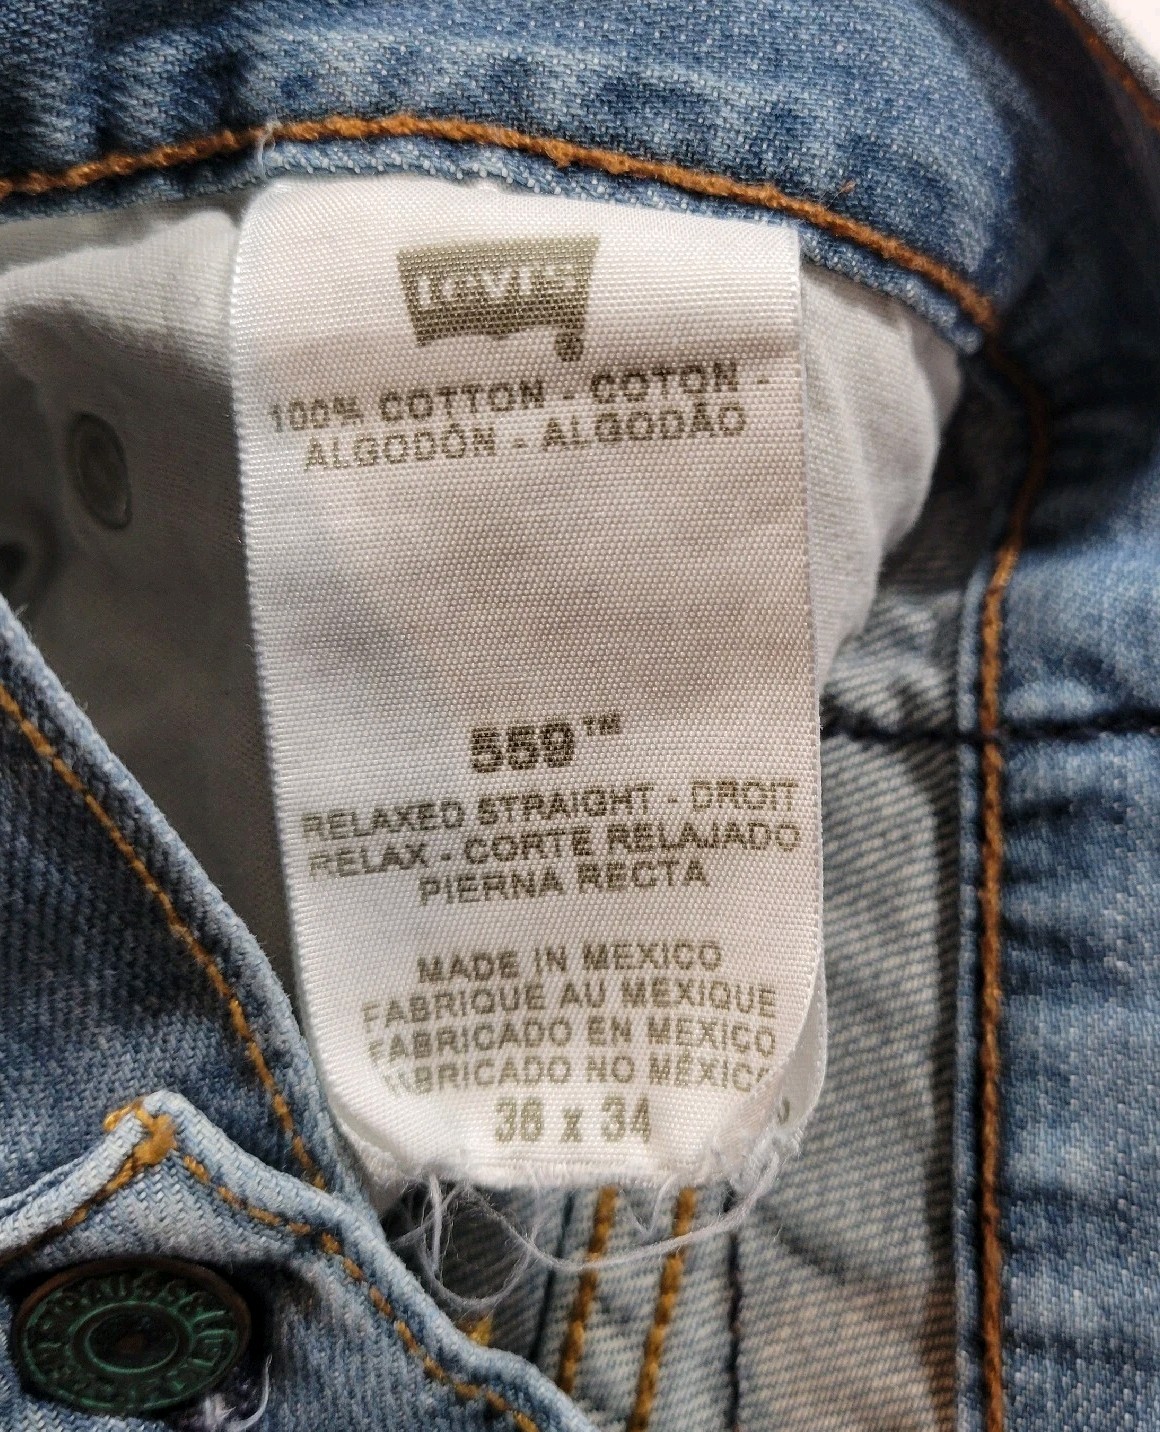 Levi's
®
100% COTTON - COTON -
ALGODÓN - ALGODÃO
559™
RELAXED STRAIGHT - DROIT
RELAX - CORTE RELAJADO
PIERNA RECTA
MADE IN MEXICO
FABRIQUE AU MEXIQUE
FABRICADO EN MEXICO
FABRICADO NO MÉXICO
36 x 34